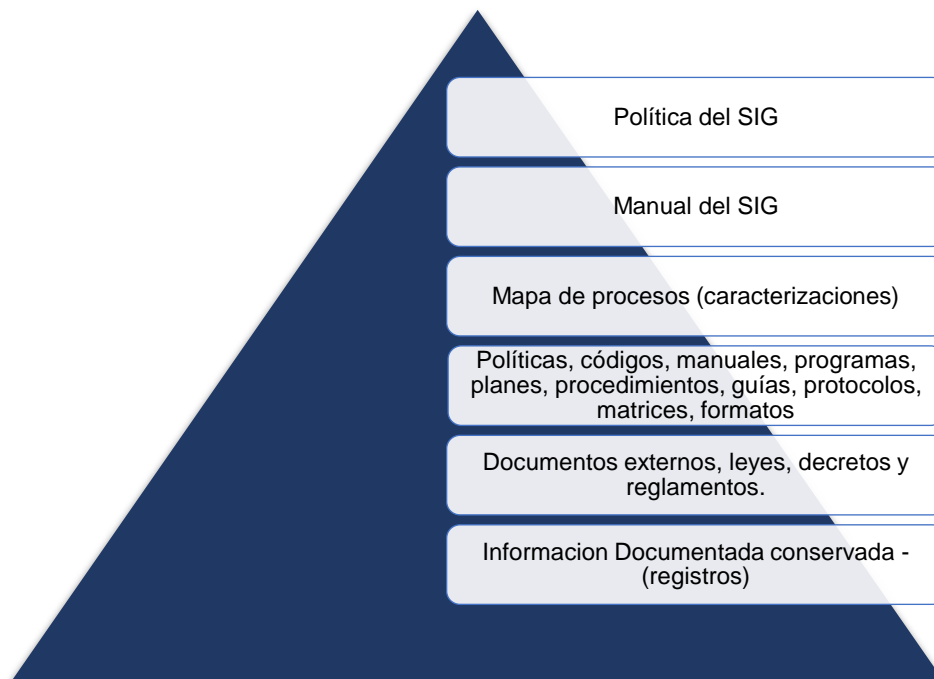 Política del SIG
Manual del SIG
Mapa de procesos (caracterizaciones)
Políticas, códigos, manuales, programas,
planes, procedimientos, guías, protocolos,
matrices, formatos
Documentos externos, leyes, decretos y
reglamentos.
Informacion Documentada conservada -
(registros)